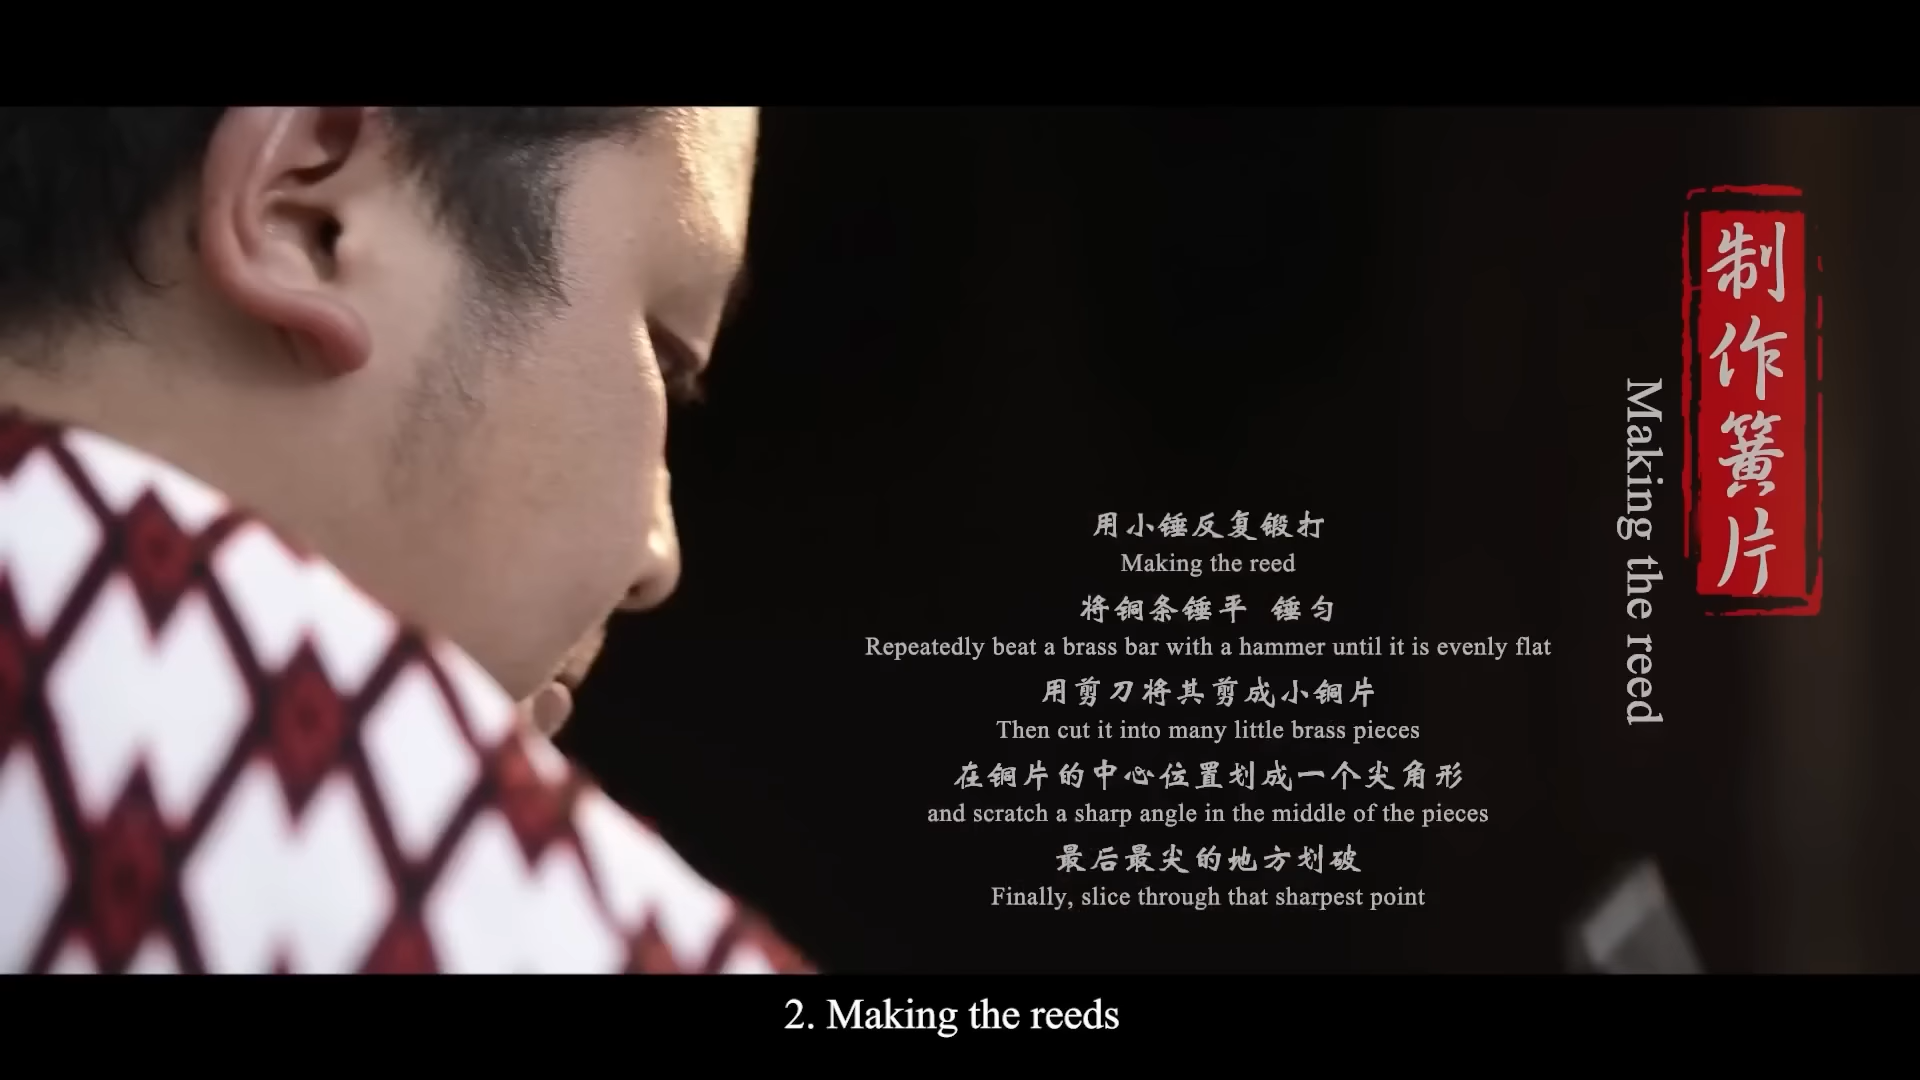 制作簧片
Making the reed
用小锤反复锻打
Making the reed
将铜条锤平 锤匀
Repeatedly beat a brass bar with a hammer until it is evenly flat
用剪刀将其剪成小铜片
Then cut it into many little brass pieces
在铜片的中心位置划成一个尖角形
and scratch a sharp angle in the middle of the pieces
最后最尖的地方划破
Finally, slice through that sharpest point
2. Making the reeds